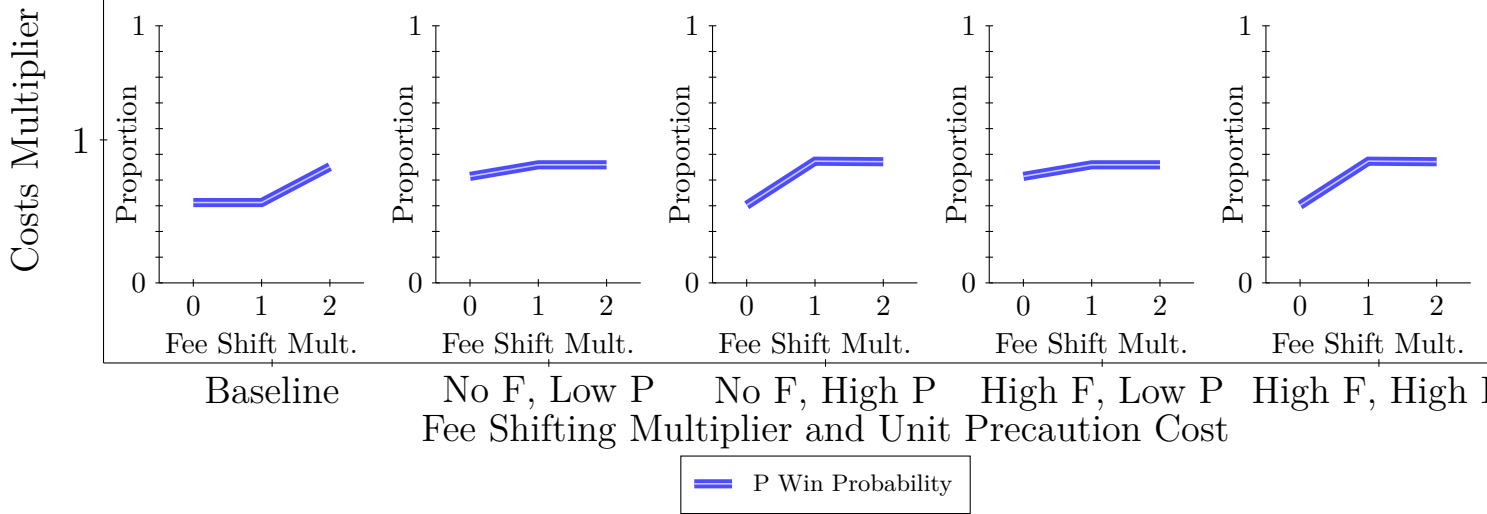 Costs Multiplier
1
1
Proportion
0
0 1 2
Fee Shift Mult.
1
Proportion
0
0 1 2
Fee Shift Mult.
1
Proportion
0
0 1 2
Fee Shift Mult.
1
Proportion
0
0 1 2
Fee Shift Mult.
1
Proportion
0
0 1 2
Fee Shift Mult.
Baseline
No F, Low P
No F, High P
High F, Low P
High F, High P
Fee Shifting Multiplier and Unit Precaution Cost
P Win Probability